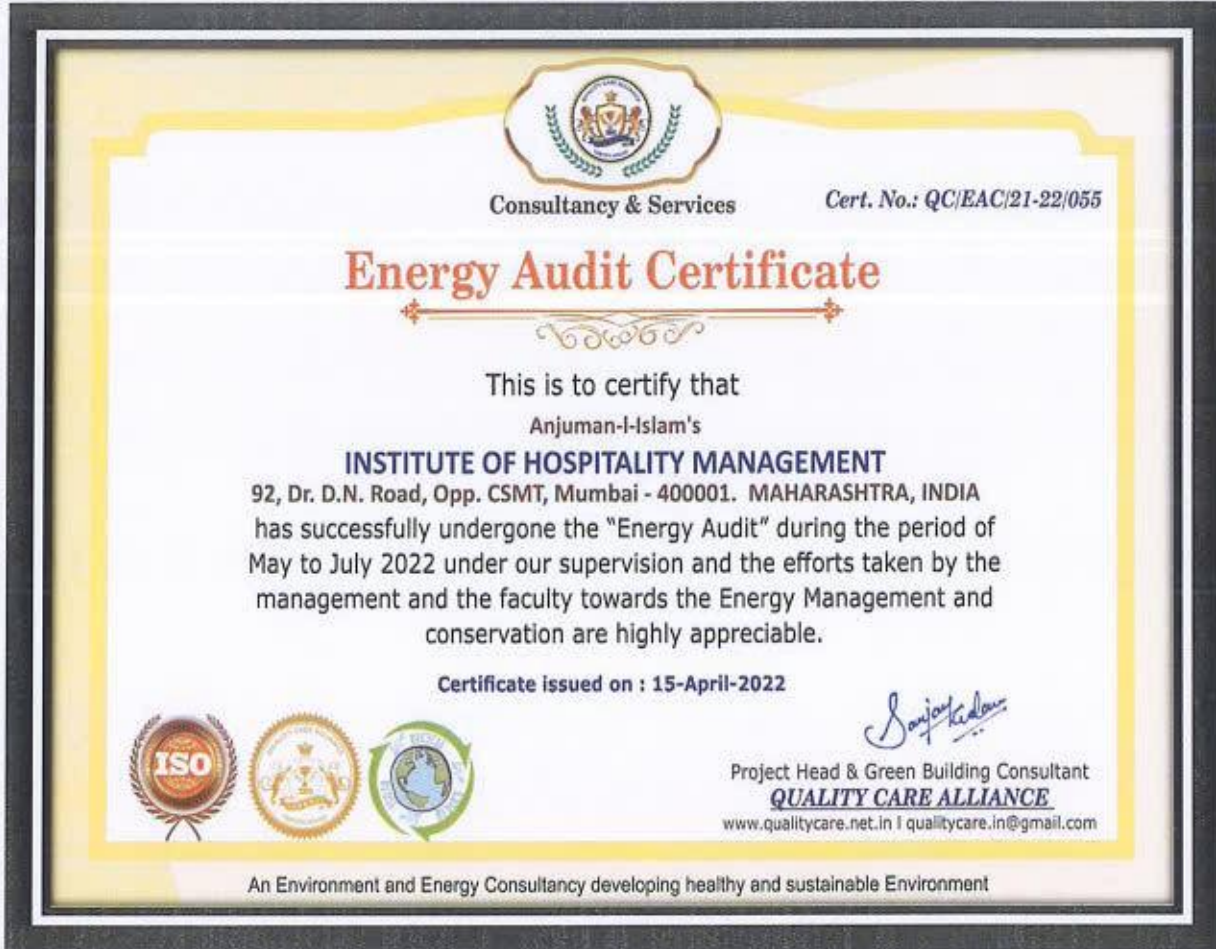 Consultancy & Services
Cert. No.: QC/EAC/21-22/055
Energy Audit Certificate
This is to certify that
Anjuman-I-Islam's
INSTITUTE OF HOSPITALITY MANAGEMENT
92, Dr. D.N. Road, Opp. CSMT, Mumbai - 400001. MAHARASHTRA, INDIA
has successfully undergone the "Energy Audit" during the period of
May to July 2022 under our supervision and the efforts taken by the
management and the faculty towards the Energy Management and
conservation are highly appreciable.
Certificate issued on : 15-April-2022
ISO
Project Head & Green Building Consultant
QUALITY CARE ALLIANCE
www.qualitycare.net.in I qualitycare.in@gmail.com
An Environment and Energy Consultancy developing healthy and sustainable Environment